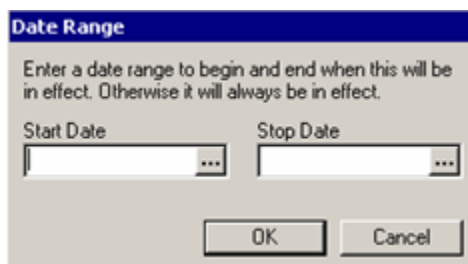 Date Range
Enter a date range to begin and end when this will be
in effect. Otherwise it will always be in effect.
Start Date Stop Date
... ...
OK Cancel